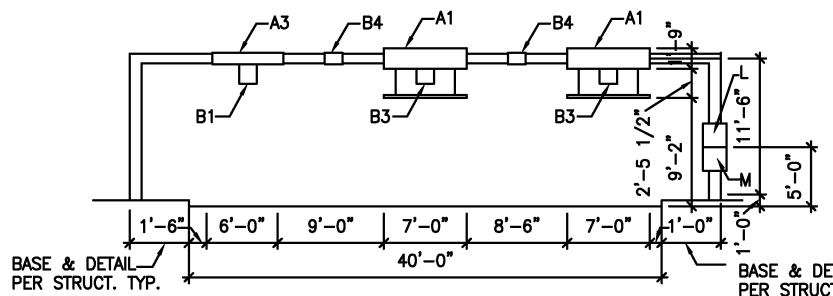 A3
B4
A1
B4
A1
1'-9"
L
B1
B3
B3
2'-5 1/2"
9'-2"
11'-6"
M
5'-0"
1'-6"
6'-0"
9'-0"
7'-0"
8'-6"
7'-0"
1'-0"
1'-0"
40'-0"
BASE & DETAIL
PER STRUCT. TYP.
BASE & DE
PER STRUCT